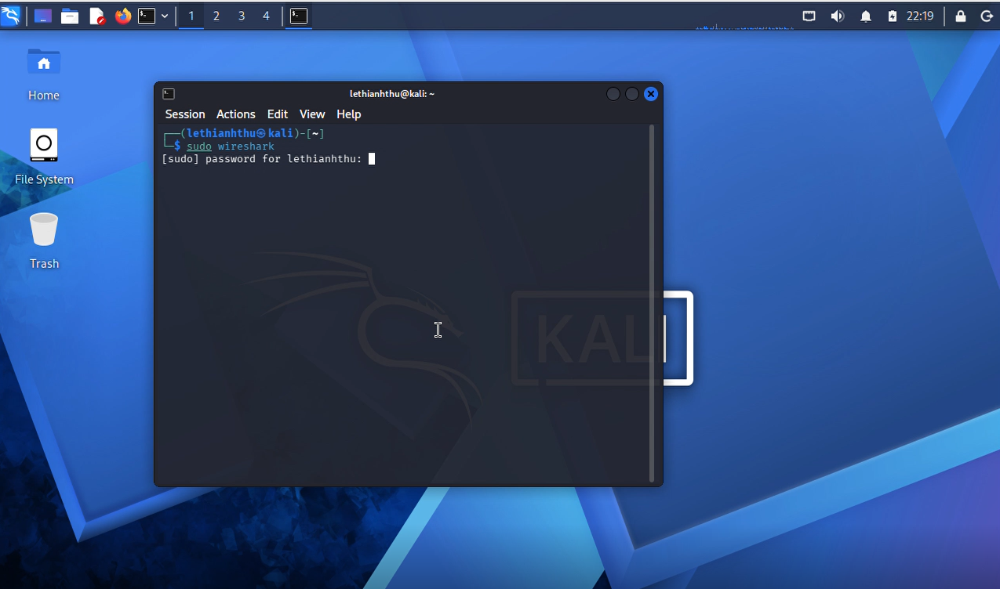 1 2 3 4
22:19
Home
File System
Trash
lethianhthu@kali: ~
Session Actions Edit View Help
┌──(lethianhthu㉿kali)-[~]
└─$ sudo wireshark
[sudo] password for lethianhthu:
KALI